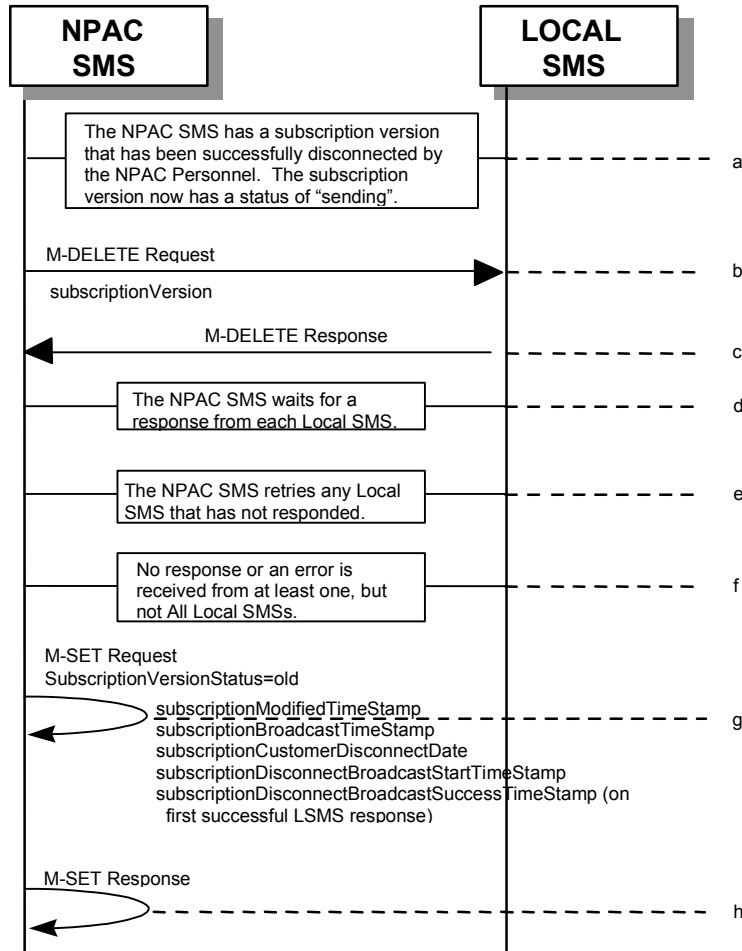 NPAC
SMS
LOCAL
SMS
The NPAC SMS has a subscription version
that has been successfully disconnected by
the NPAC Personnel. The subscription
version now has a status of “sending”.
a
M-DELETE Request
b
subscriptionVersion
M-DELETE Response
c
The NPAC SMS waits for a
response from each Local SMS.
d
The NPAC SMS retries any Local
SMS that has not responded.
e
No response or an error is
received from at least one, but
not All Local SMSs.
f
M-SET Request
SubscriptionVersionStatus=old
subscriptionModifiedTimeStamp
g
subscriptionBroadcastTimeStamp
subscriptionCustomerDisconnectDate
subscriptionDisconnectBroadcastStartTimeStamp
subscriptionDisconnectBroadcastSuccessTimeStamp (on
first successful LSMS response)
M-SET Response
h